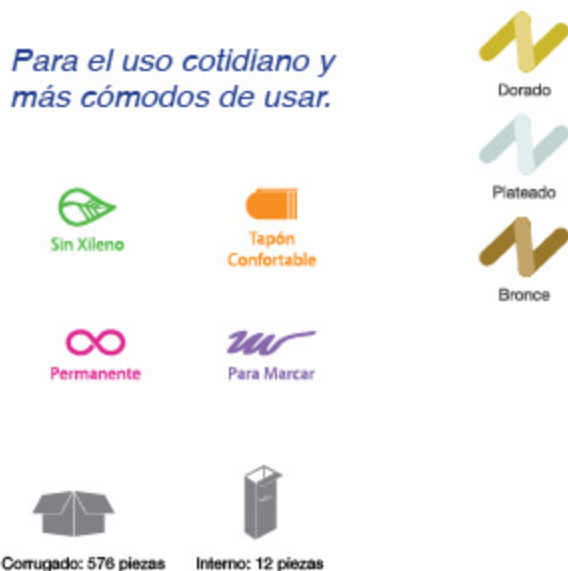 Para el uso cotidiano y
más cómodos de usar.
Dorado
Plateado
Bronce
Sin Xileno
Tapón
Confortable
Permanente
Para Marcar
Corrugado: 576 piezas
Interno: 12 piezas